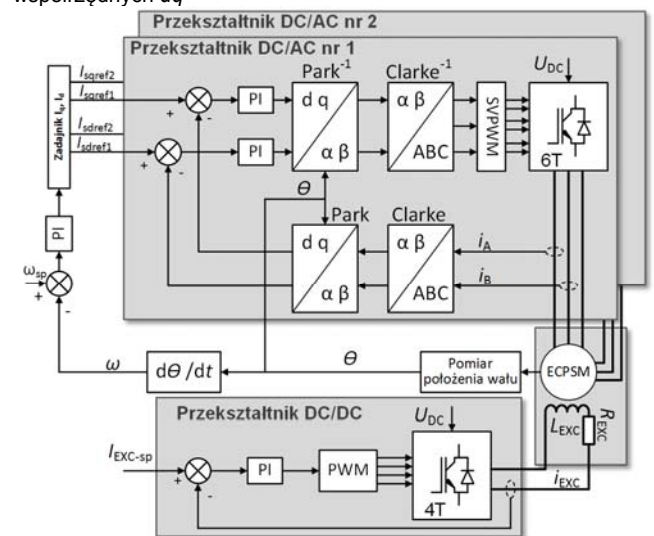 współrzędnych dq
Przekształtnik DC/AC nr 2
Przekształtnik DC/AC nr 1
Zadajnik Iq, Id
Isqref2
Isqref1
Isdref2
Isdref1
+
-
+
-
PI
PI
Park-1
d q
α β
Clarke-1
α β
ABC
SVPWM
UDC
6T
θ
Park
d q
α β
Clarke
α β
ABC
iA
iB
PI
ωsp
+
-
ω
dθ/dt
θ
Pomiar
położenia wału
ECPSM
LEXC
REXC
iEXC
Przekształtnik DC/DC
IEXC-sp
+
-
PI
PWM
UDC
4T